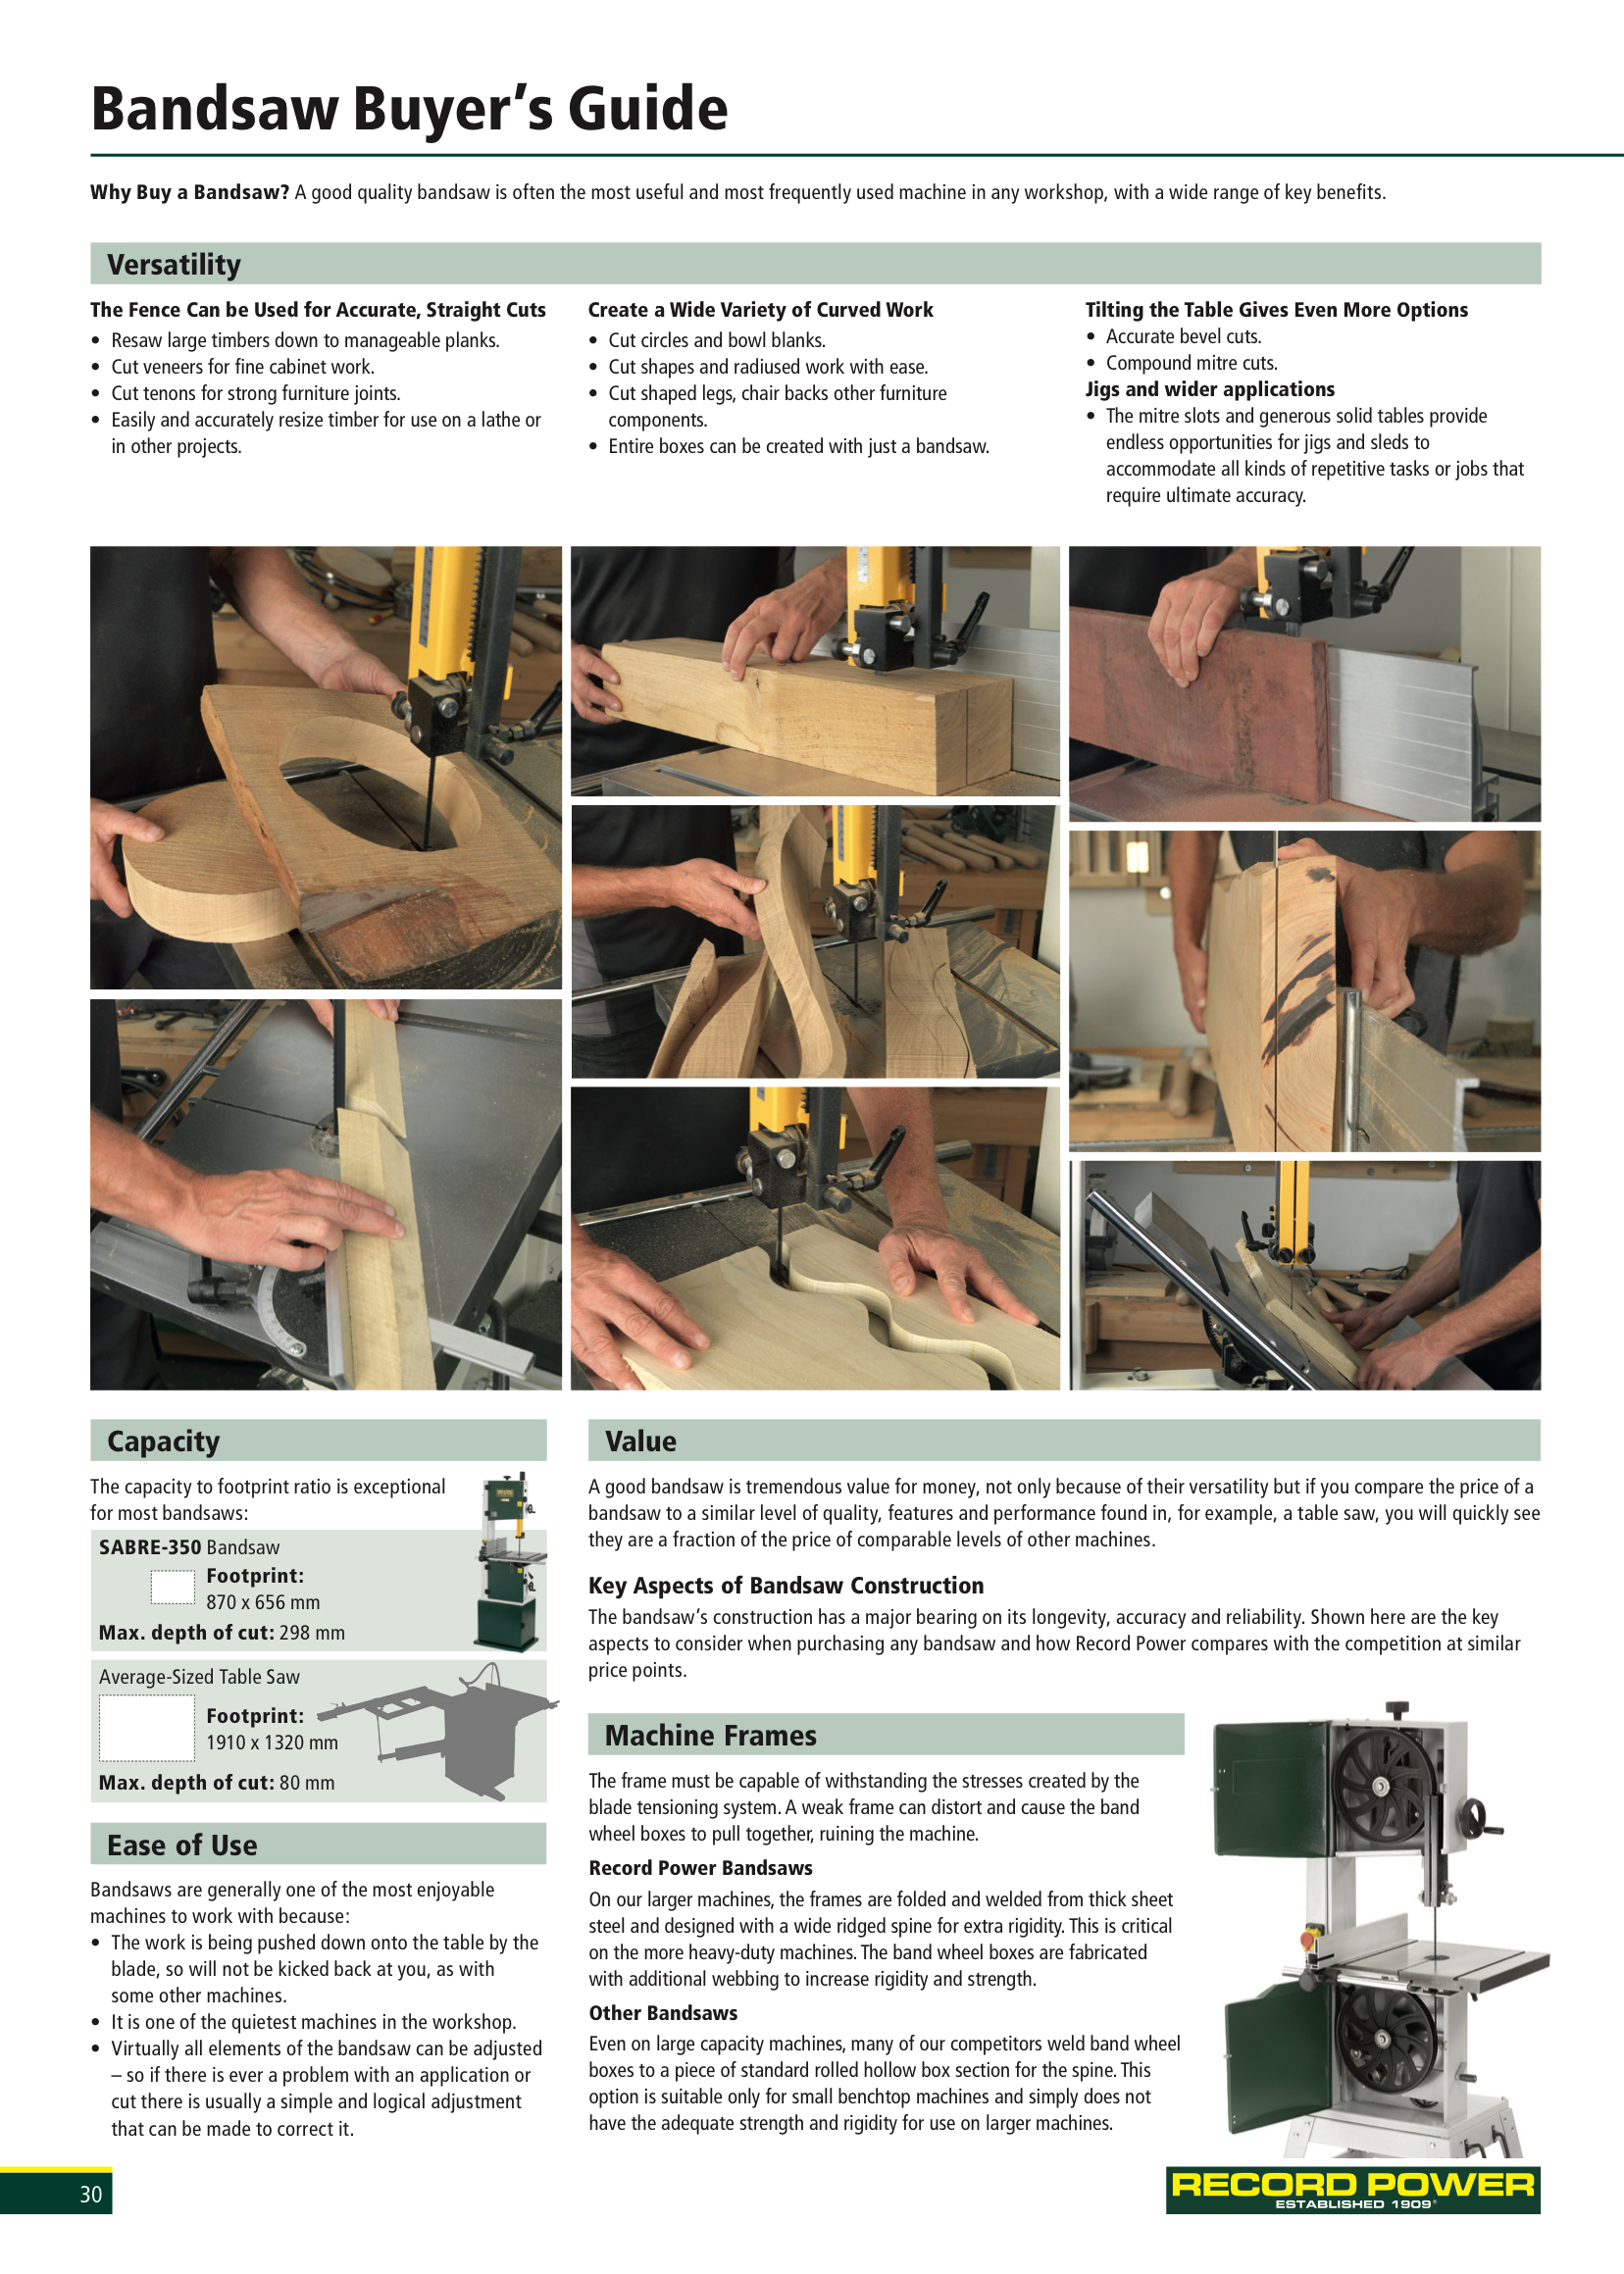 Bandsaw Buyer’s Guide
Why Buy a Bandsaw? A good quality bandsaw is often the most useful and most frequently used machine in any workshop, with a wide range of key benefits.
Versatility
The Fence Can be Used for Accurate, Straight Cuts
• Resaw large timbers down to manageable planks.
• Cut veneers for fine cabinet work.
• Cut tenons for strong furniture joints.
• Easily and accurately resize timber for use on a lathe or
in other projects.
Create a Wide Variety of Curved Work
• Cut circles and bowl blanks.
• Cut shapes and radiused work with ease.
• Cut shaped legs, chair backs other furniture
components.
• Entire boxes can be created with just a bandsaw.
Tilting the Table Gives Even More Options
• Accurate bevel cuts.
• Compound mitre cuts.
Jigs and wider applications
• The mitre slots and generous solid tables provide
endless opportunities for jigs and sleds to
accommodate all kinds of repetitive tasks or jobs that
require ultimate accuracy.
Capacity
The capacity to footprint ratio is exceptional
for most bandsaws:
SABRE-350 Bandsaw
Footprint:
870 x 656 mm
Max. depth of cut: 298 mm
Average-Sized Table Saw
Footprint:
1910 x 1320 mm
Max. depth of cut: 80 mm
Ease of Use
Bandsaws are generally one of the most enjoyable
machines to work with because:
• The work is being pushed down onto the table by the
blade, so will not be kicked back at you, as with
some other machines.
• It is one of the quietest machines in the workshop.
• Virtually all elements of the bandsaw can be adjusted
– so if there is ever a problem with an application or
cut there is usually a simple and logical adjustment
that can be made to correct it.
Value
A good bandsaw is tremendous value for money, not only because of their versatility but if you compare the price of a
bandsaw to a similar level of quality, features and performance found in, for example, a table saw, you will quickly see
they are a fraction of the price of comparable levels of other machines.
Key Aspects of Bandsaw Construction
The bandsaw’s construction has a major bearing on its longevity, accuracy and reliability. Shown here are the key
aspects to consider when purchasing any bandsaw and how Record Power compares with the competition at similar
price points.
Machine Frames
The frame must be capable of withstanding the stresses created by the
blade tensioning system. A weak frame can distort and cause the band
wheel boxes to pull together, ruining the machine.
Record Power Bandsaws
On our larger machines, the frames are folded and welded from thick sheet
steel and designed with a wide ridged spine for extra rigidity. This is critical
on the more heavy-duty machines. The band wheel boxes are fabricated
with additional webbing to increase rigidity and strength.
Other Bandsaws
Even on large capacity machines, many of our competitors weld band wheel
boxes to a piece of standard rolled hollow box section for the spine. This
option is suitable only for small benchtop machines and simply does not
have the adequate strength and rigidity for use on larger machines.
30
RECORD POWER
ESTABLISHED 1909®